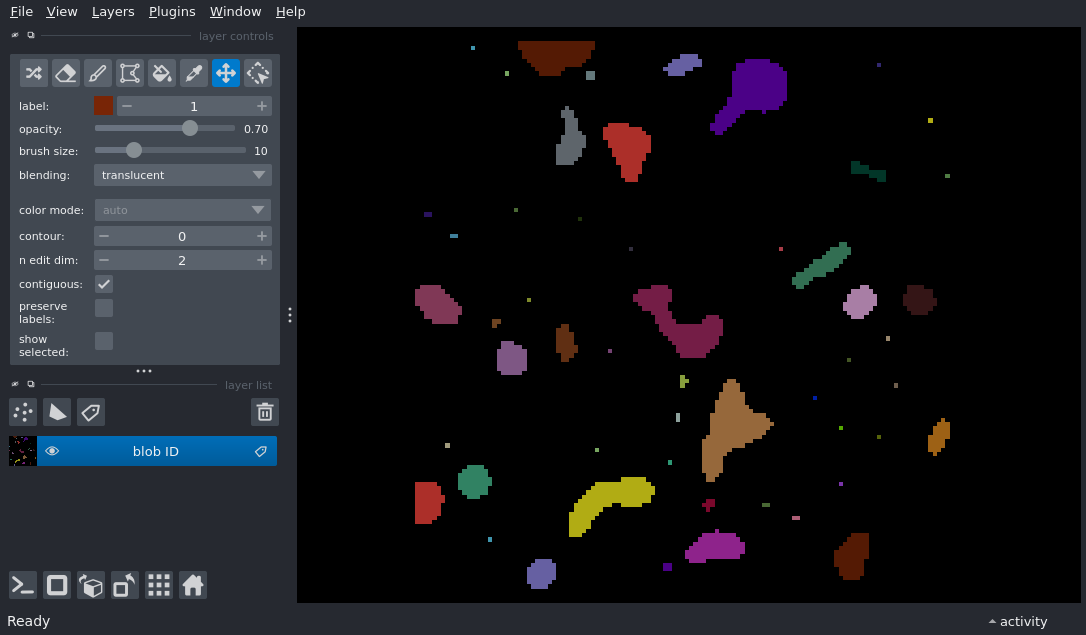 File View Layers Plugins Window Help
layer controls
label: 1
opacity: 0.70
brush size: 10
blending: translucent
color mode: auto
contour: 0
n edit dim: 2
contiguous:
preserve
labels:
show
selected:
layer list
blob ID
Ready
activity